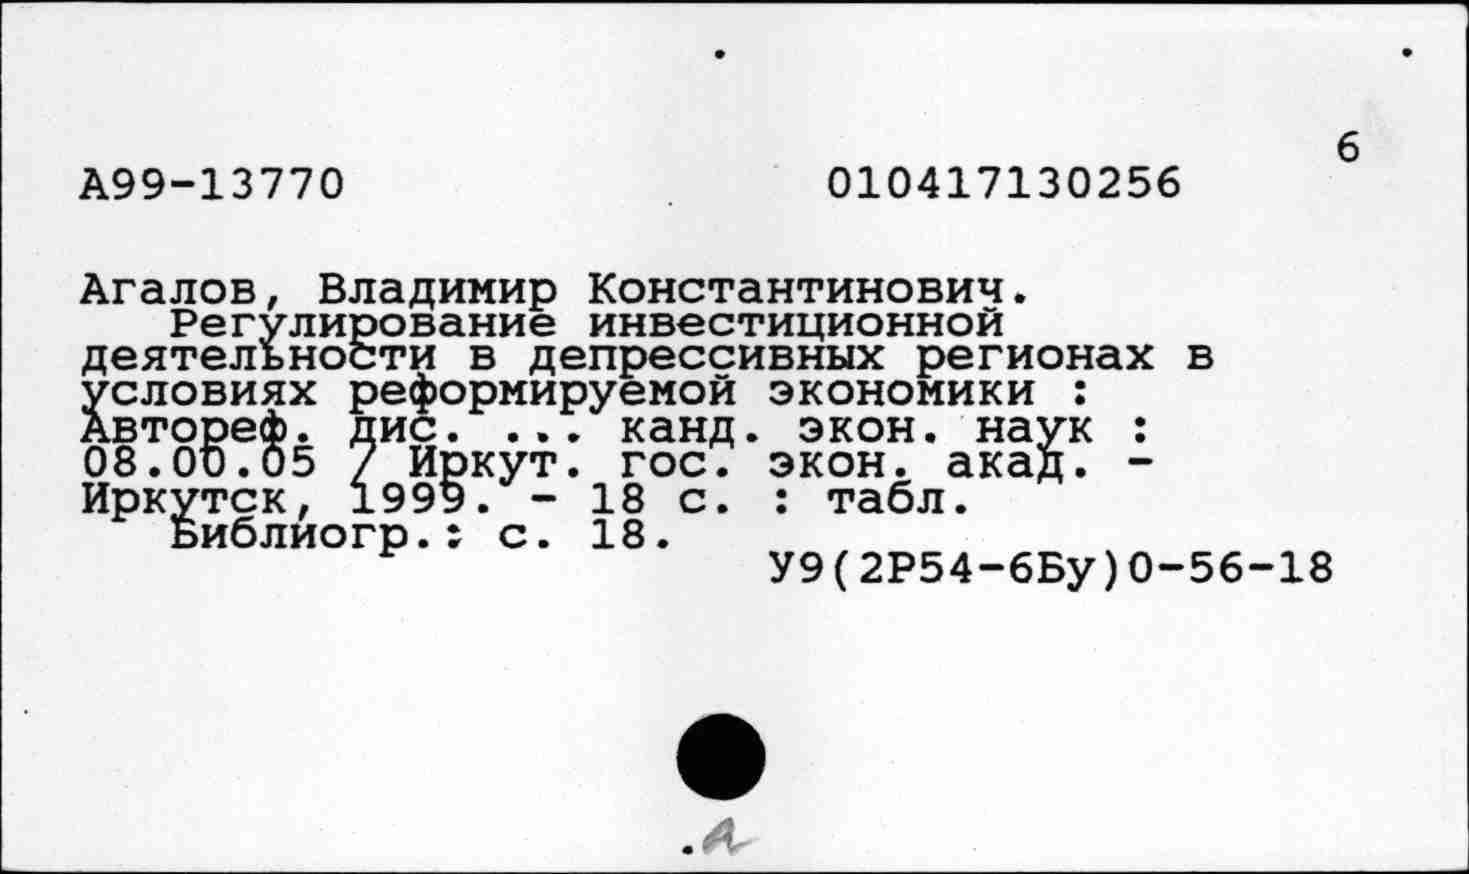 6
А99-13770 010417130256
Агалов, Владимир Константинович.
Регулирование инвестиционной
деятельности в депрессивных регионах в
условиях реформируемой экономики :
Автореф. дис. ... канд. экон. наук :
08.00.05 / Иркут. гос. экон. акад. -
Иркутск, 1999. - 18 с. : табл.
Библиогр.: с. 18.
У9(2Р54-6Бу)0-56-18
а